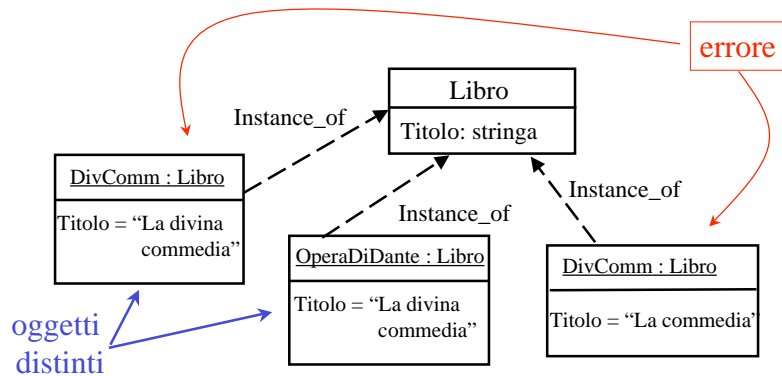 errore
Libro
Titolo: stringa
Instance_of
DivComm : Libro
Titolo = “La divina
commedia”
Instance_of
Instance_of
OperaDiDante : Libro
Titolo = “La divina
commedia”
DivComm : Libro
Titolo = “La commedia”
oggetti
distinti